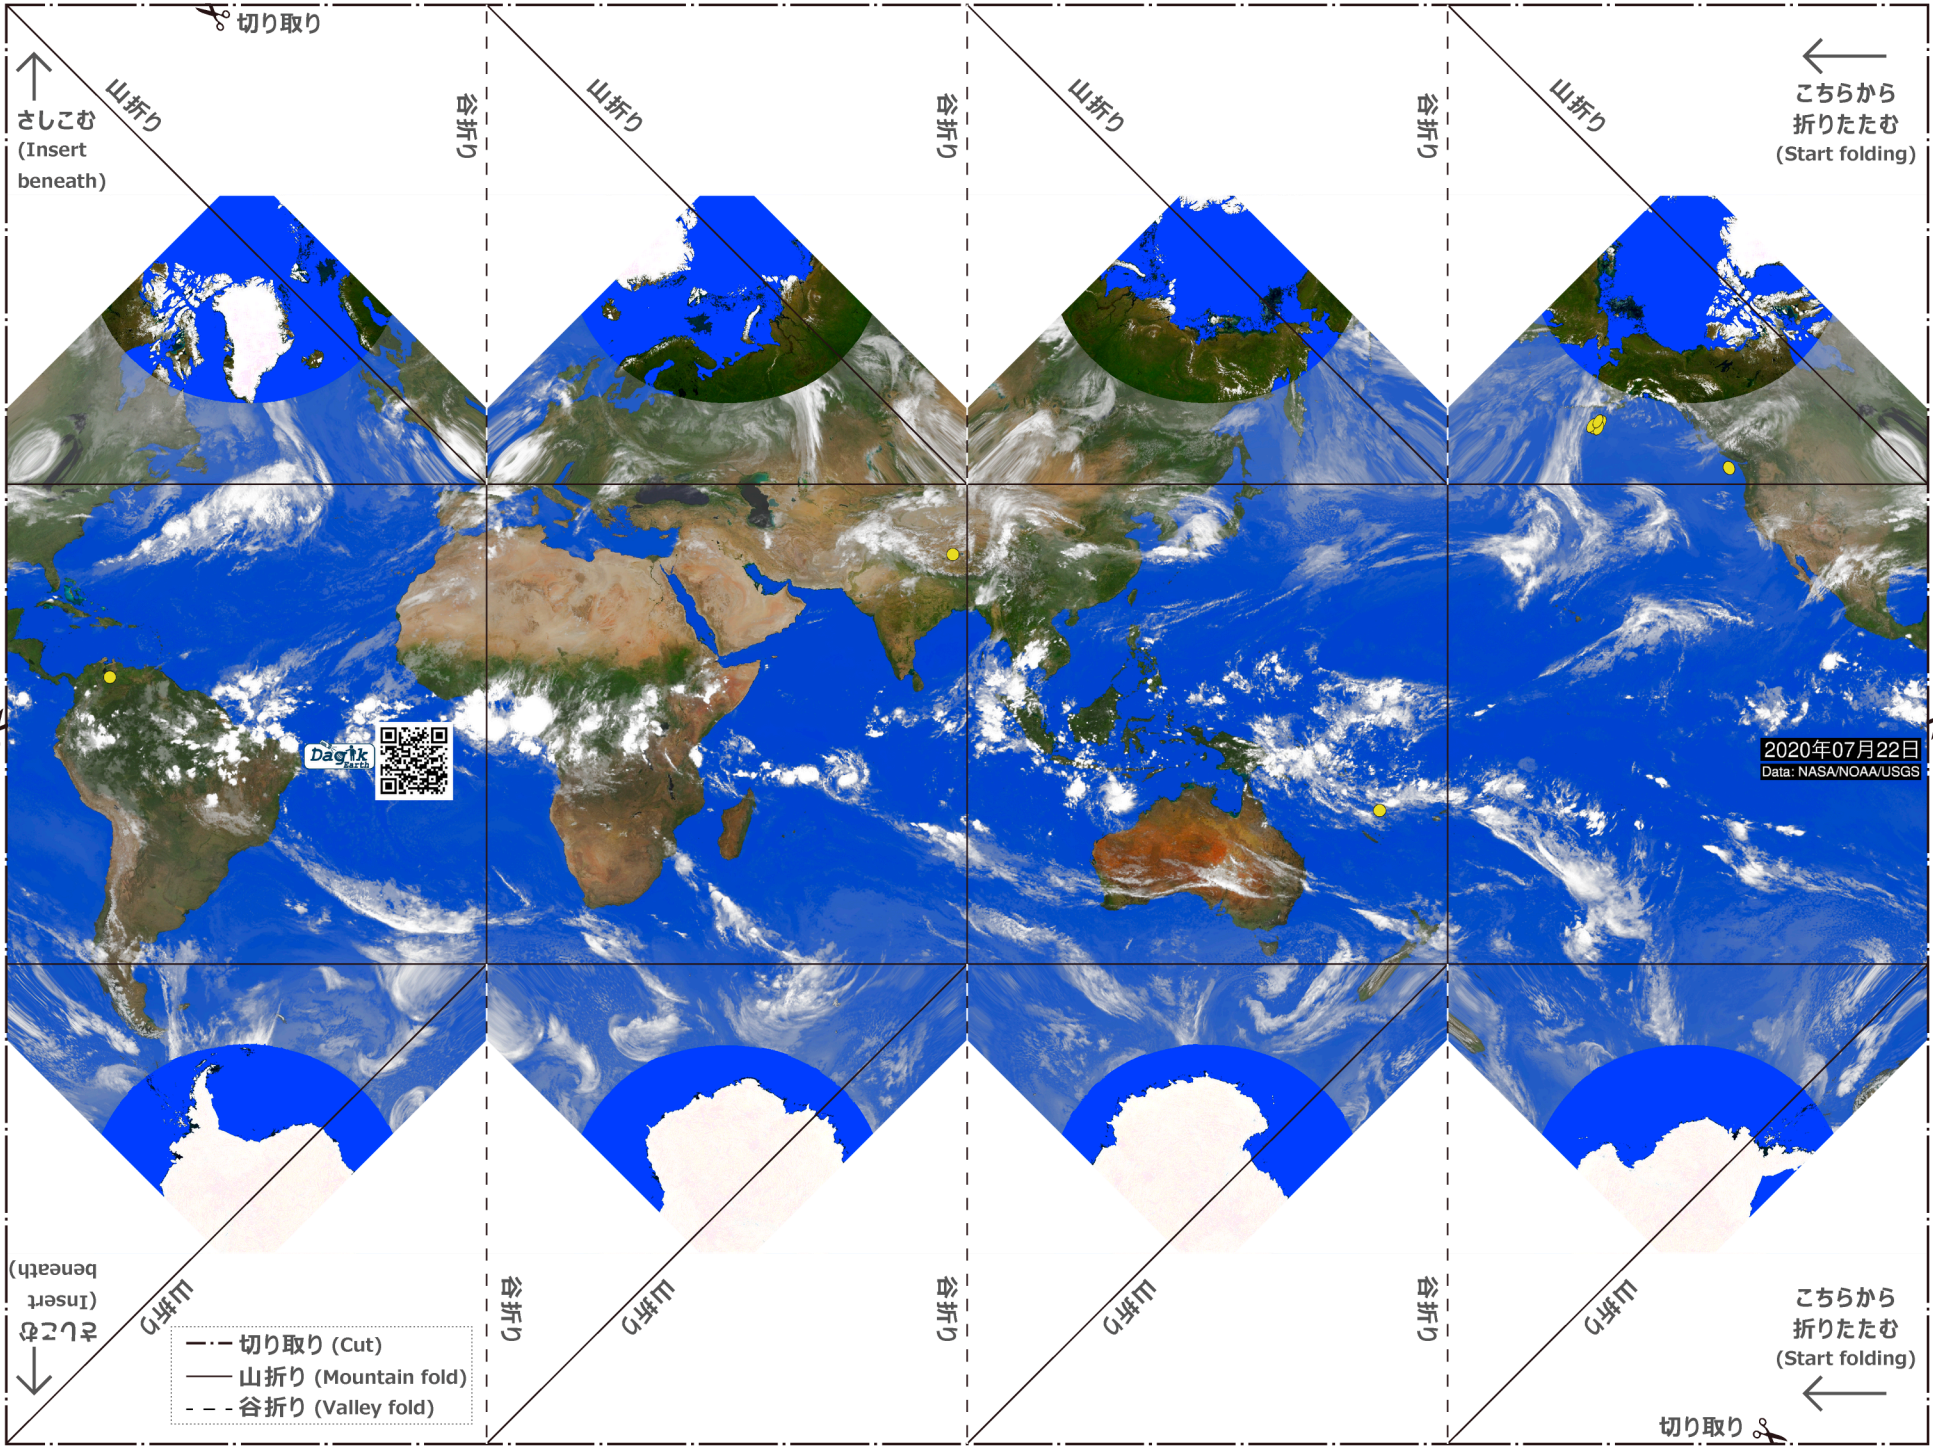 切り取り
山折り
谷折り
山折り
谷折り
山折り
谷折り
山折り
さしこむ
(Insert
beneath)
こちらから
折りたたむ
(Start folding)
Dagik
Earth
2020年07月22日
Data: NASA/NOAA/USGS
さしこむ
(Insert
beneath)
山折り
谷折り
山折り
谷折り
山折り
谷折り
山折り
こちらから
折りたたむ
(Start folding)
切り取り (Cut)
山折り (Mountain fold)
谷折り (Valley fold)
切り取り